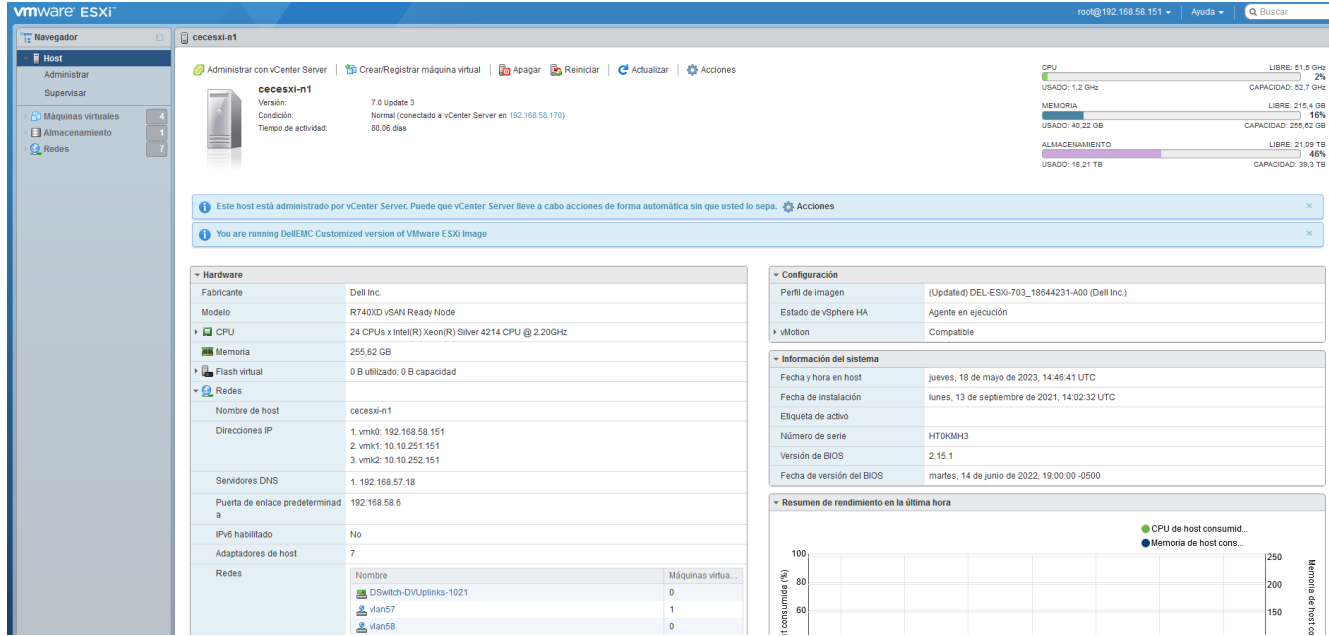 vmware ESXi™
root@192.168.58.151
Ayuda
Buscar
Navegador
Host
Administrar
Supervisar
Máquinas virtuales 4
Almacenamiento 1
Redes 7
cecesxi-n1
Administrar con vCenter Server
Crear/Registrar máquina virtual
Apagar
Reiniciar
Actualizar
Acciones
cecesxi-n1
Versión: 7.0 Update 3
Condición: Normal (conectado a vCenter Server en 192.168.58.170)
Tiempo de actividad: 80,06 días
CPU LIBRE: 51,5 GHz
2%
USADO: 1,2 GHz CAPACIDAD: 52,7 GHz
MEMORIA LIBRE: 215,4 GB
16%
USADO: 40,22 GB CAPACIDAD: 255,62 GB
ALMACENAMIENTO LIBRE: 21,09 TB
46%
USADO: 18,21 TB CAPACIDAD: 39,3 TB
Este host está administrado por vCenter Server. Puede que vCenter Server lleve a cabo acciones de forma automática sin que usted lo sepa. Acciones
You are running DellEMC Customized version of VMware ESXi Image
Hardware
Fabricante Dell Inc.
Modelo R740XD vSAN Ready Node
CPU 24 CPUs x Intel(R) Xeon(R) Silver 4214 CPU @ 2.20GHz
Memoria 255,62 GB
Flash virtual 0 B utilizado, 0 B capacidad
Redes
Nombre de host cecesxi-n1
Direcciones IP 1. vmk0: 192.168.58.151
2. vmk1: 10.10.251.151
3. vmk2: 10.10.252.151
Servidores DNS 1. 192.168.57.18
Puerta de enlace predeterminad 192.168.58.6
a
IPv6 habilitado No
Adaptadores de host 7
Redes Nombre Máquinas virtua...
DSwitch-DVUplinks-1021 0
vlan57 1
vlan58 0
Configuración
Perfil de imagen (Updated) DEL-ESXi-703_18644231-A00 (Dell Inc.)
Estado de vSphere HA Agente en ejecución
vMotion Compatible
Información del sistema
Fecha y hora en host jueves, 18 de mayo de 2023, 14:46:41 UTC
Fecha de instalación lunes, 13 de septiembre de 2021, 14:02:32 UTC
Etiqueta de activo
Número de serie HT0KMH3
Versión de BIOS 2.15.1
Fecha de versión del BIOS martes, 14 de junio de 2022, 19:00:00 -0500
Resumen de rendimiento en la última hora
CPU de host consumid...
Memoria de host cons...
100
80
60
consumida (%)
250
200
150
Memoria de host